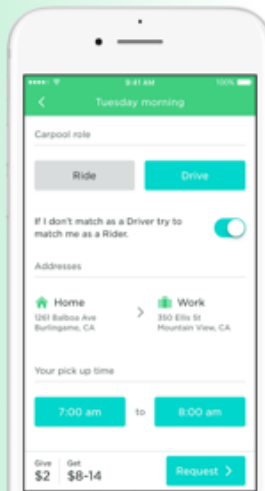 9:41 AM 100%
Tuesday morning
Carpool role
Ride Drive
If I don't match as a Driver try to
match me as a Rider.
Addresses
Home Work
1261 Balboa Ave 350 Ellis St
Burlingame, CA Mountain View, CA
Your pick up time
7:00 am to 8:00 am
Give Get
$2 $8-14 Request